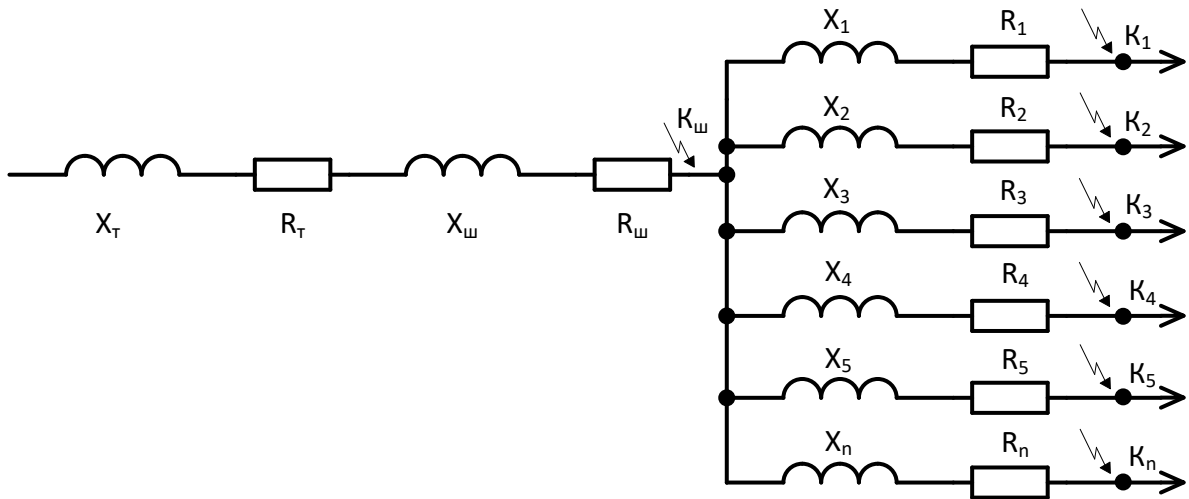 X₁ R₁ К₁
X₂ R₂ К₂
Кш
X₃ R₃ К₃
Xт Rт Xш Rш
X₄ R₄ К₄
X₅ R₅ К₅
Xn Rn Кn